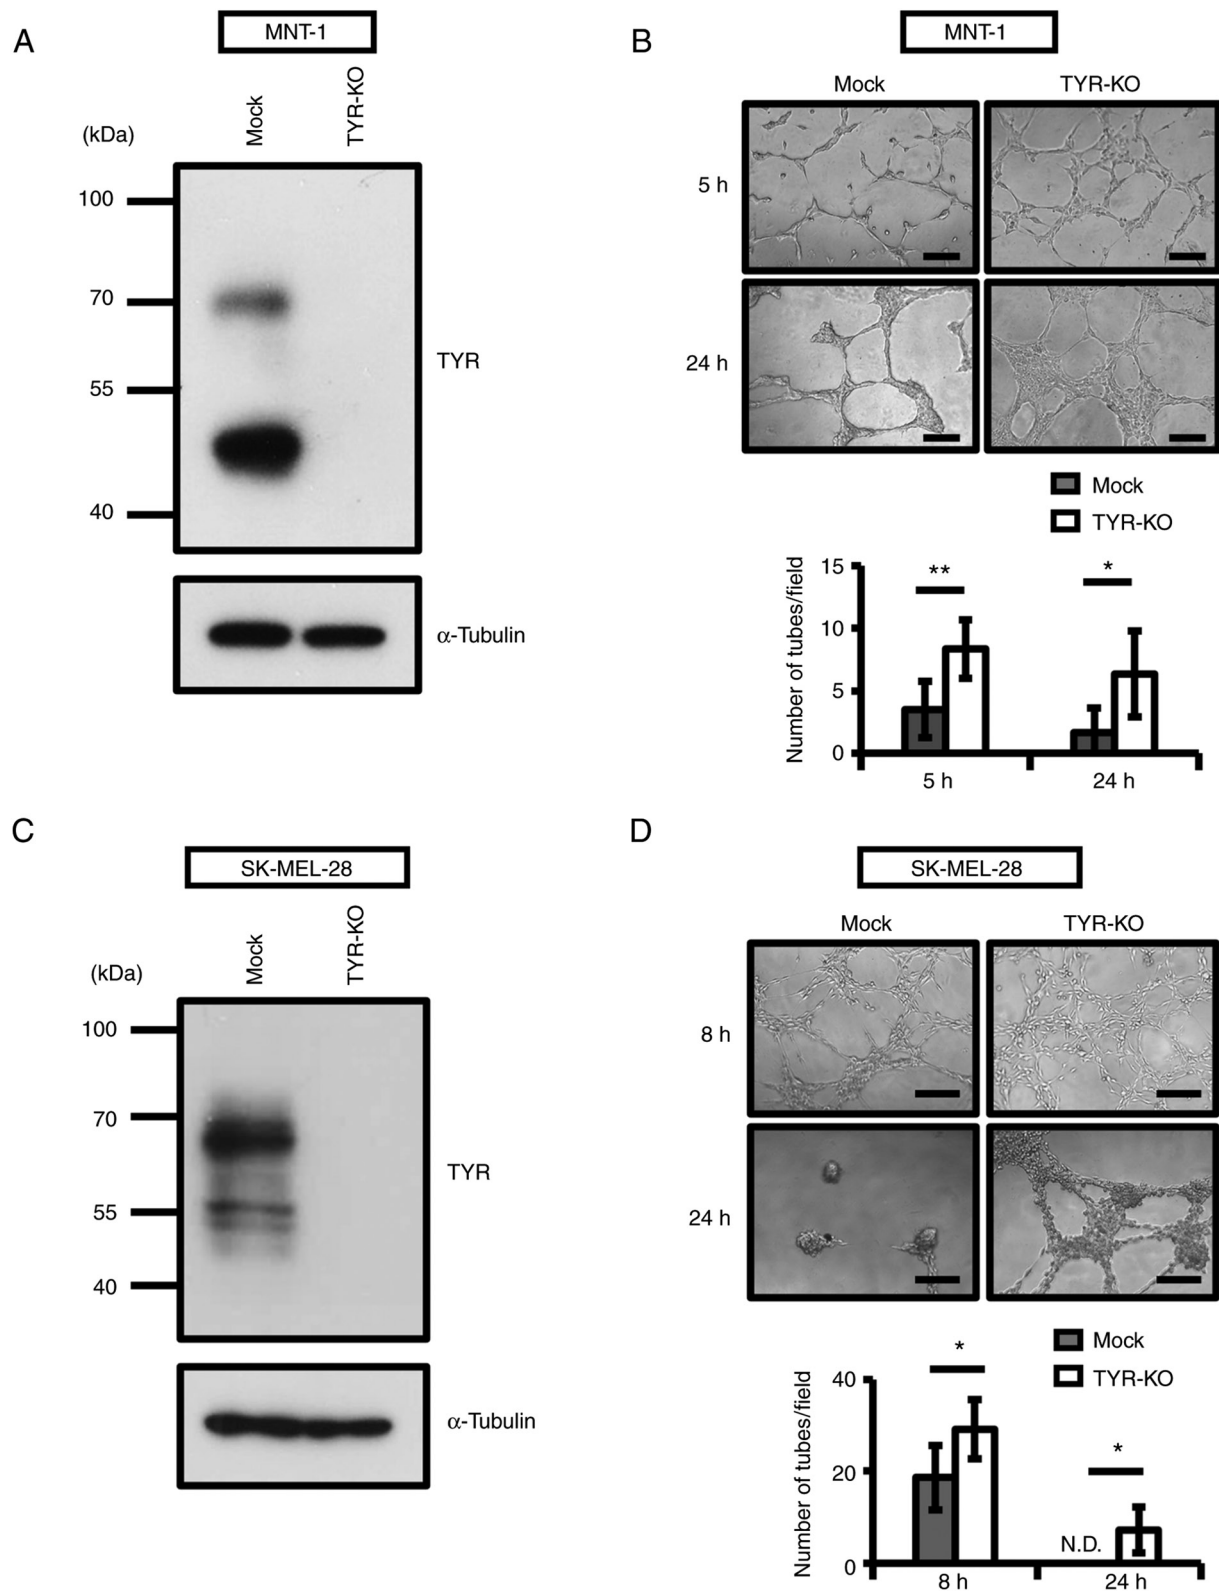 A
MNT-1
Mock
TYR-KO
(kDa)
100
70
55
40
TYR
α-Tubulin
B
MNT-1
Mock
TYR-KO
5 h
24 h
Mock
TYR-KO
Number of tubes/field
15
10
5
0
**
*
5 h
24 h
C
SK-MEL-28
Mock
TYR-KO
(kDa)
100
70
55
40
TYR
α-Tubulin
D
SK-MEL-28
Mock
TYR-KO
8 h
24 h
Mock
TYR-KO
Number of tubes/field
40
20
0
*
*
N.D.
8 h
24 h